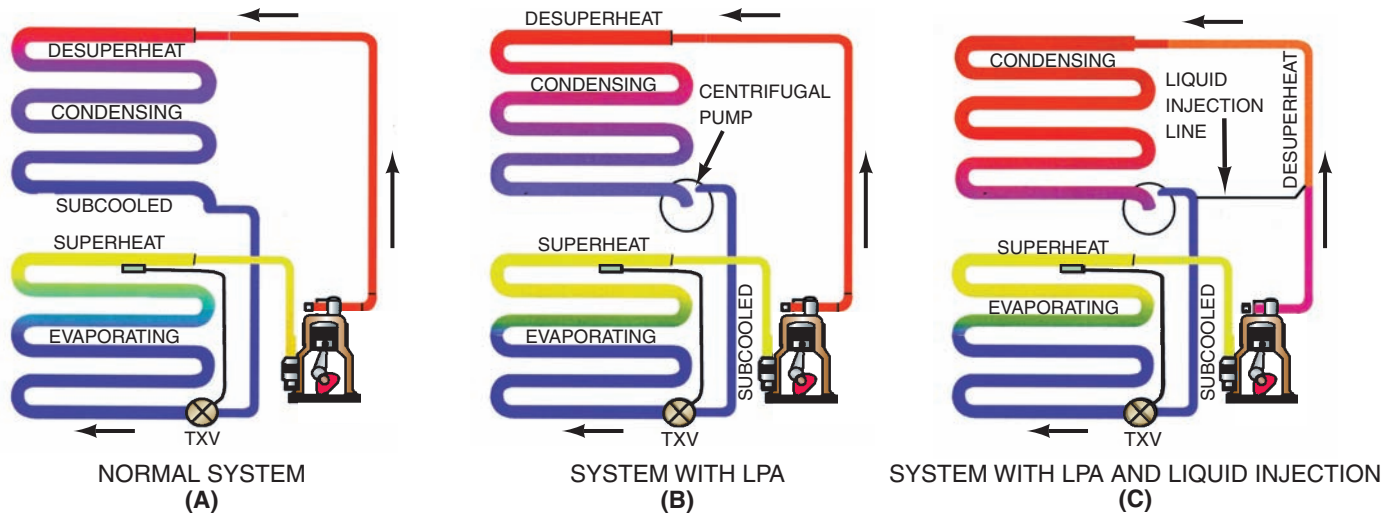 DESUPERHEAT
CONDENSING
SUBCOOLED
SUPERHEAT
EVAPORATING
TXV
NORMAL SYSTEM
(A)
DESUPERHEAT
CONDENSING
CENTRIFUGAL
PUMP
SUPERHEAT
EVAPORATING
SUBCOOLED
TXV
SYSTEM WITH LPA
(B)
CONDENSING
LIQUID
INJECTION
LINE
DESUPERHEAT
SUPERHEAT
EVAPORATING
SUBCOOLED
TXV
SYSTEM WITH LPA AND LIQUID INJECTION
(C)